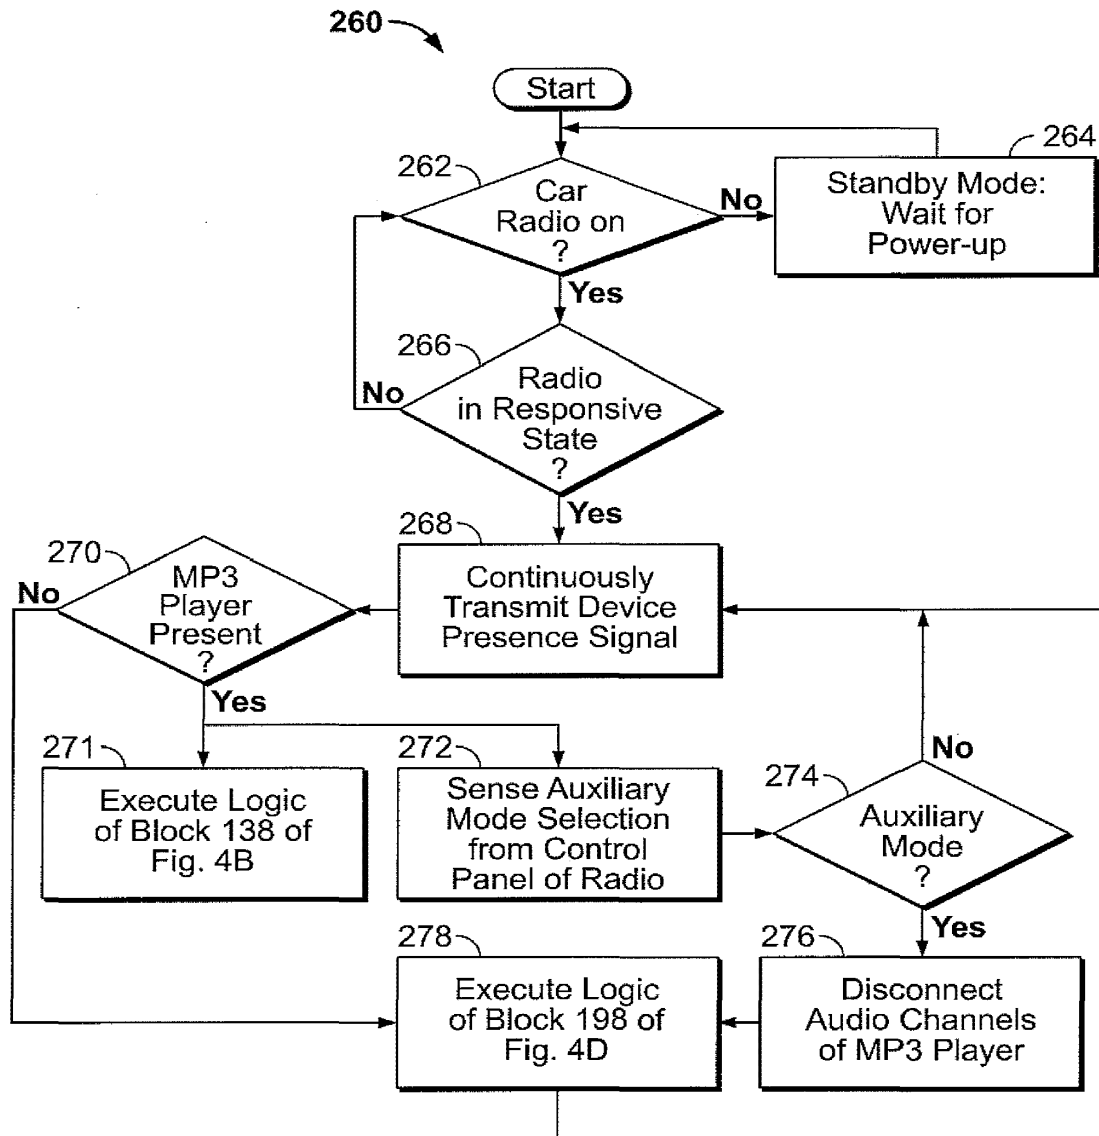 260
Start
262
Car
Radio on
?
No
264
Standby Mode:
Wait for
Power-up
Yes
266
Radio
in Responsive
State
?
No
Yes
268
Continuously
Transmit Device
Presence Signal
270
No
MP3
Player
Present
?
Yes
271
Execute Logic
of Block 138 of
Fig. 4B
272
Sense Auxiliary
Mode Selection
from Control
Panel of Radio
No
274
Auxiliary
Mode
?
Yes
278
Execute Logic
of Block 198 of
Fig. 4D
276
Disconnect
Audio Channels
of MP3 Player